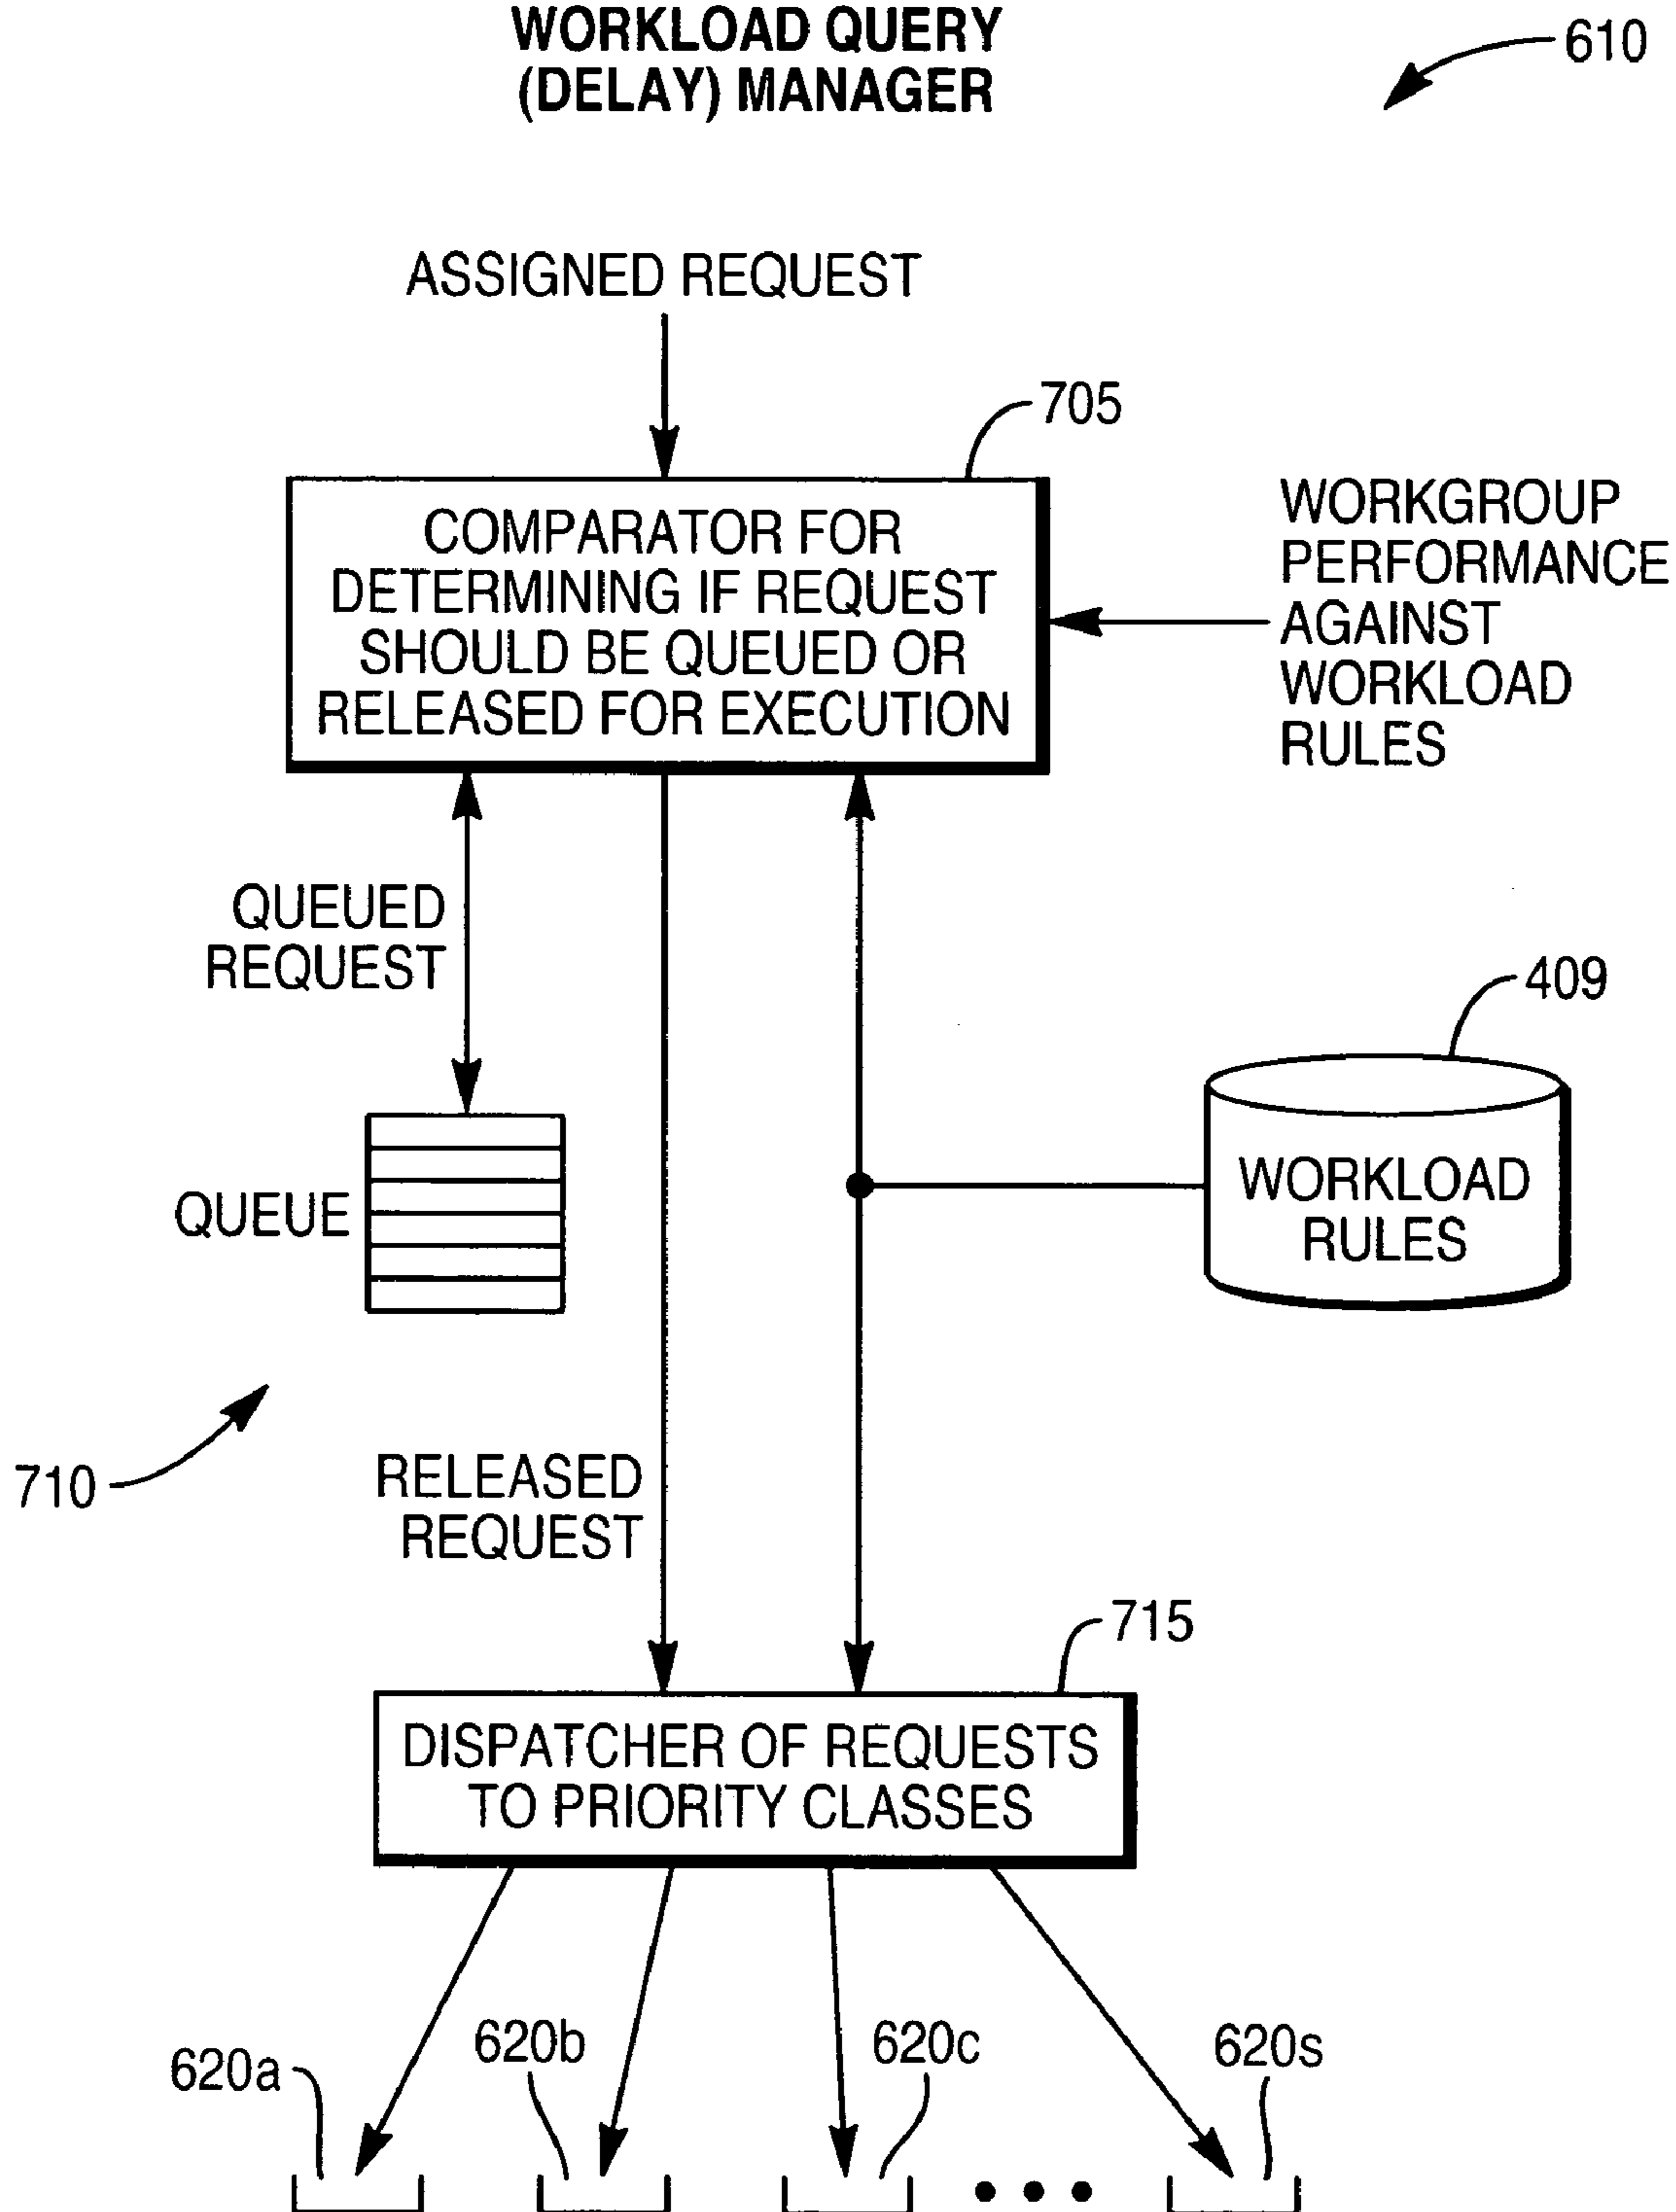 WORKLOAD QUERY
(DELAY) MANAGER
610
ASSIGNED REQUEST
705
COMPARATOR FOR
DETERMINING IF REQUEST
SHOULD BE QUEUED OR
RELEASED FOR EXECUTION
WORKGROUP
PERFORMANCE
AGAINST
WORKLOAD
RULES
QUEUED
REQUEST
409
QUEUE
WORKLOAD
RULES
710
RELEASED
REQUEST
715
DISPATCHER OF REQUESTS
TO PRIORITY CLASSES
620a
620b
620c
620s